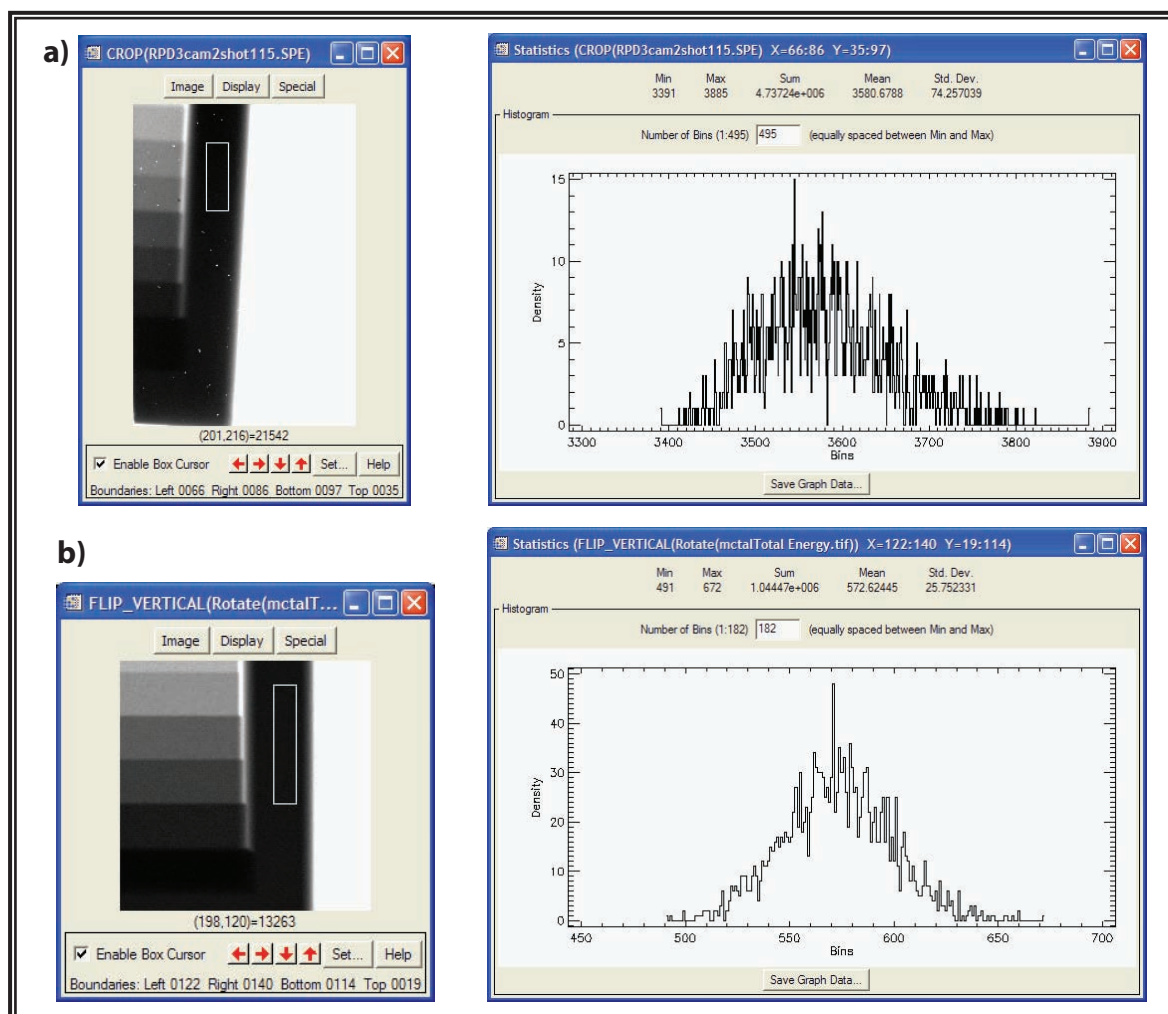 a)
CROP(RPD3cam2shot115.SPE)
Image Display Special
(201,216)=21542
Enable Box Cursor Set... Help
Boundaries: Left 0066 Right 0086 Bottom 0097 Top 0035
Statistics (CROP(RPD3cam2shot115.SPE) X=66:86 Y=35:97)
Min Max Sum Mean Std. Dev.
3391 3885 4.73724e+006 3580.6788 74.257039
Histogram
Number of Bins (1:495) 495 (equally spaced between Min and Max)
15
10
5
0
Density
3300 3400 3500 3600 3700 3800 3900
Bins
Save Graph Data...
b)
FLIP_VERTICAL(Rotate(mctalT...
Image Display Special
(198,120)=13263
Enable Box Cursor Set... Help
Boundaries: Left 0122 Right 0140 Bottom 0114 Top 0019
Statistics (FLIP_VERTICAL(Rotate(mctalTotal Energy.tif)) X=122:140 Y=19:114)
Min Max Sum Mean Std. Dev.
491 672 1.04447e+006 572.62445 25.752331
Histogram
Number of Bins (1:182) 182 (equally spaced between Min and Max)
50
40
30
20
10
0
Density
450 500 550 600 650 700
Bins
Save Graph Data...